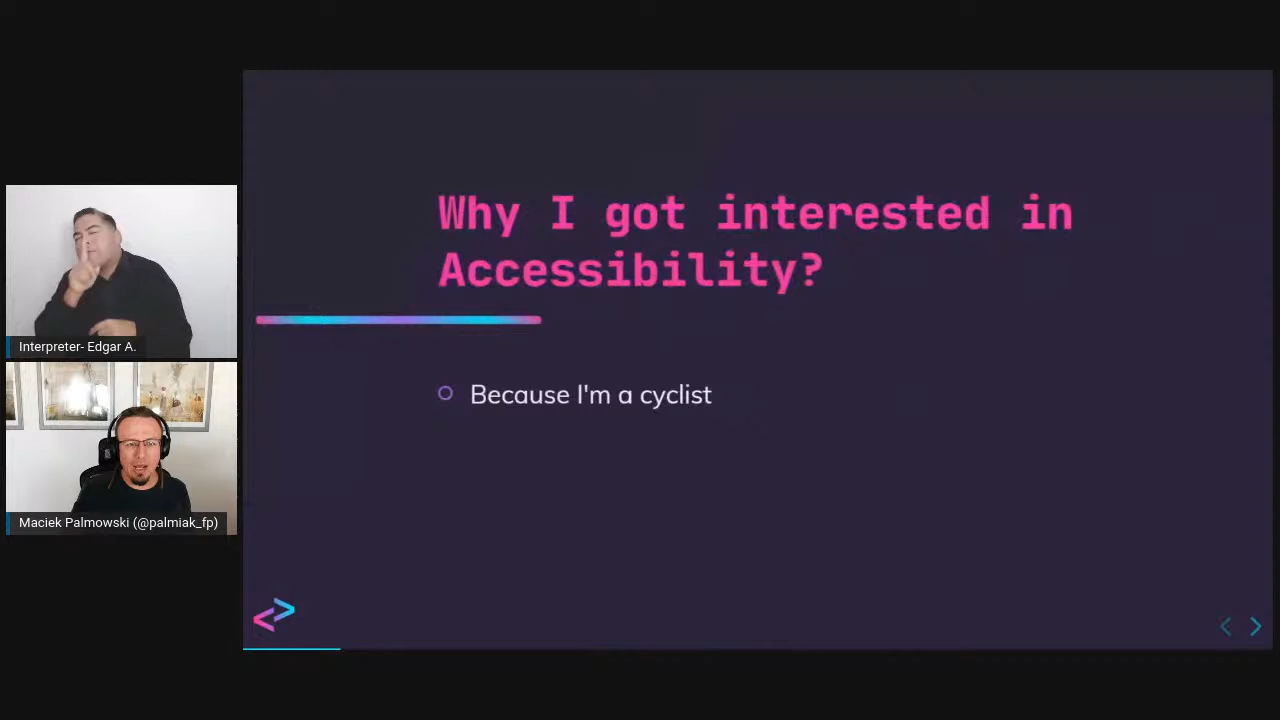 Why I got interested in
Accessibility?
Because I'm a cyclist
Interpreter- Edgar A.
Maciek Palmowski (@palmiak_fp)